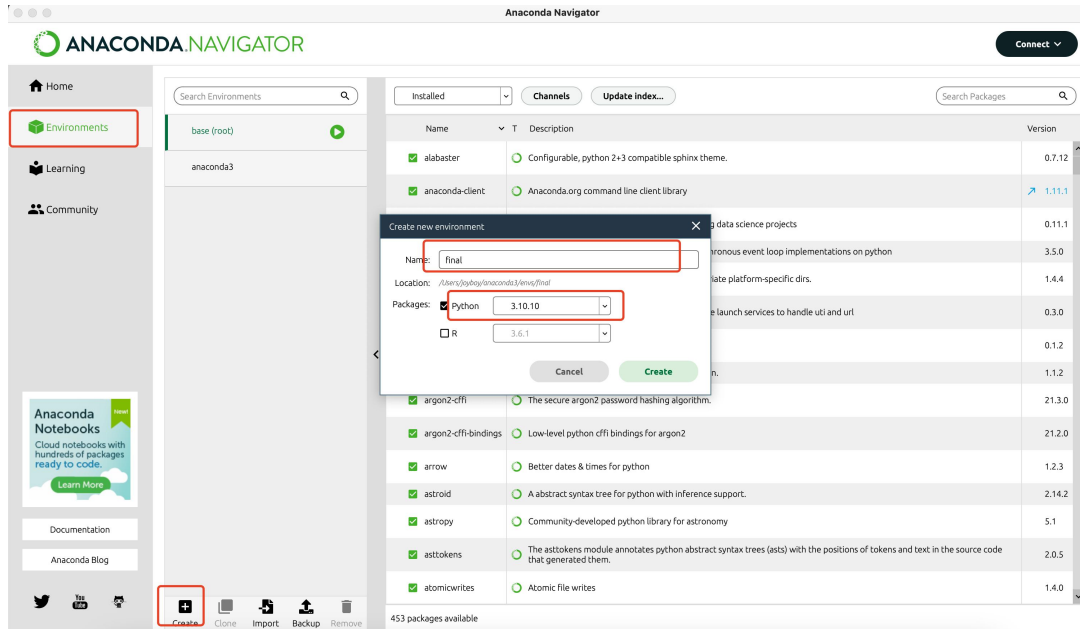 Anaconda Navigator
ANACONDA.NAVIGATOR
Connect
Home
Environments
Learning
Community
Anaconda
Notebooks
New!
Cloud notebooks with
hundreds of packages
ready to code.
Learn More
Documentation
Anaconda Blog
You
Tube
Search Environments
base (root)
anaconda3
Create
Clone
Import
Backup
Remove
Installed
Channels
Update index...
Search Packages
Name T Description Version
alabaster Configurable, python 2+3 compatible sphinx theme. 0.7.12
anaconda-client Anaconda.org command line client library 1.11.1
data science projects 0.11.1
hronous event loop implementations on python 3.5.0
iate platform-specific dirs. 1.4.4
launch services to handle uti and url 0.3.0
0.1.2
n. 1.1.2
Create new environment
Name: final
Location: /Users/joyboy/anaconda3/envs/final
Packages: Python 3.10.10
R 3.6.1
Cancel
Create
argon2-cffi The secure argon2 password hashing algorithm. 21.3.0
argon2-cffi-bindings Low-level python cffi bindings for argon2 21.2.0
arrow Better dates & times for python 1.2.3
astroid A abstract syntax tree for python with inference support. 2.14.2
astropy Community-developed python library for astronomy 5.1
asttokens The asttokens module annotates python abstract syntax trees (asts) with the positions of tokens and text in the source code
that generated them. 2.0.5
atomicwrites Atomic file writes 1.4.0
453 packages available